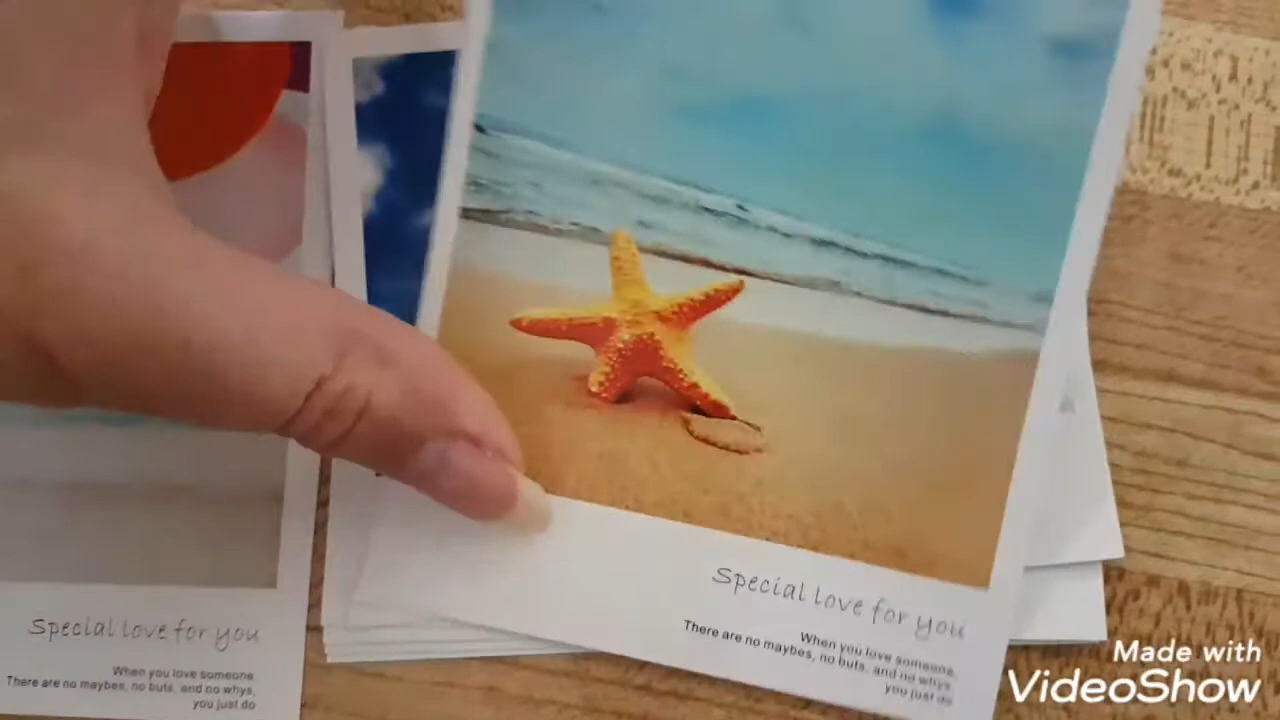 Special love for you
When you love someone,
There are no maybes, no buts, and no whys,
you just do
Special love for you
When you love someone,
There are no maybes, no buts, and no whys,
you just do
Made with
VideoShow